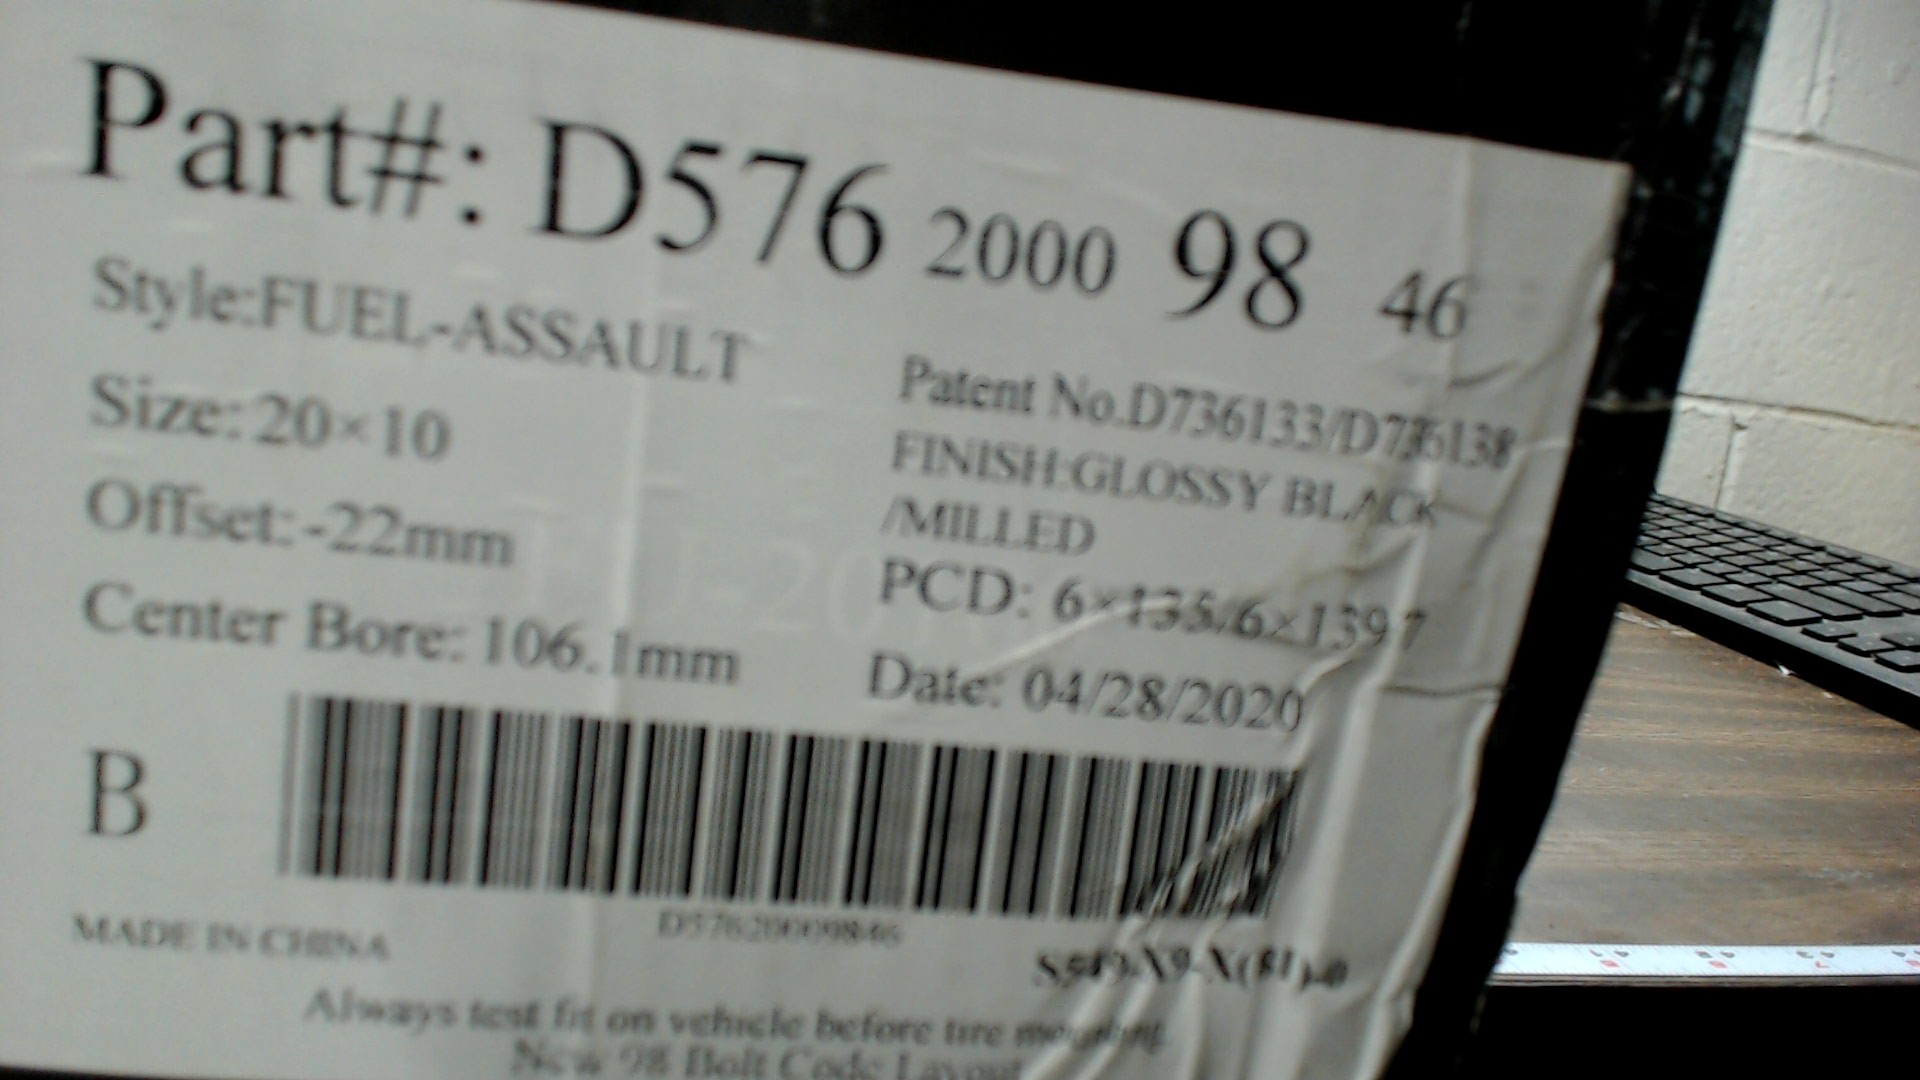 Part#: D576 2000 98 46
Style:FUEL-ASSAULT
Size:20×10
Offset:-22mm
Center Bore:106.1mm
Patent No.D736133/D736138
FINISH:GLOSSY BLACK
/MILLED
PCD: 6×135/6×139.7
Date: 04/28/2020
B
D57620009846
MADE IN CHINA
Always test fit on vehicle before tire
New 98 Bolt Code Layout